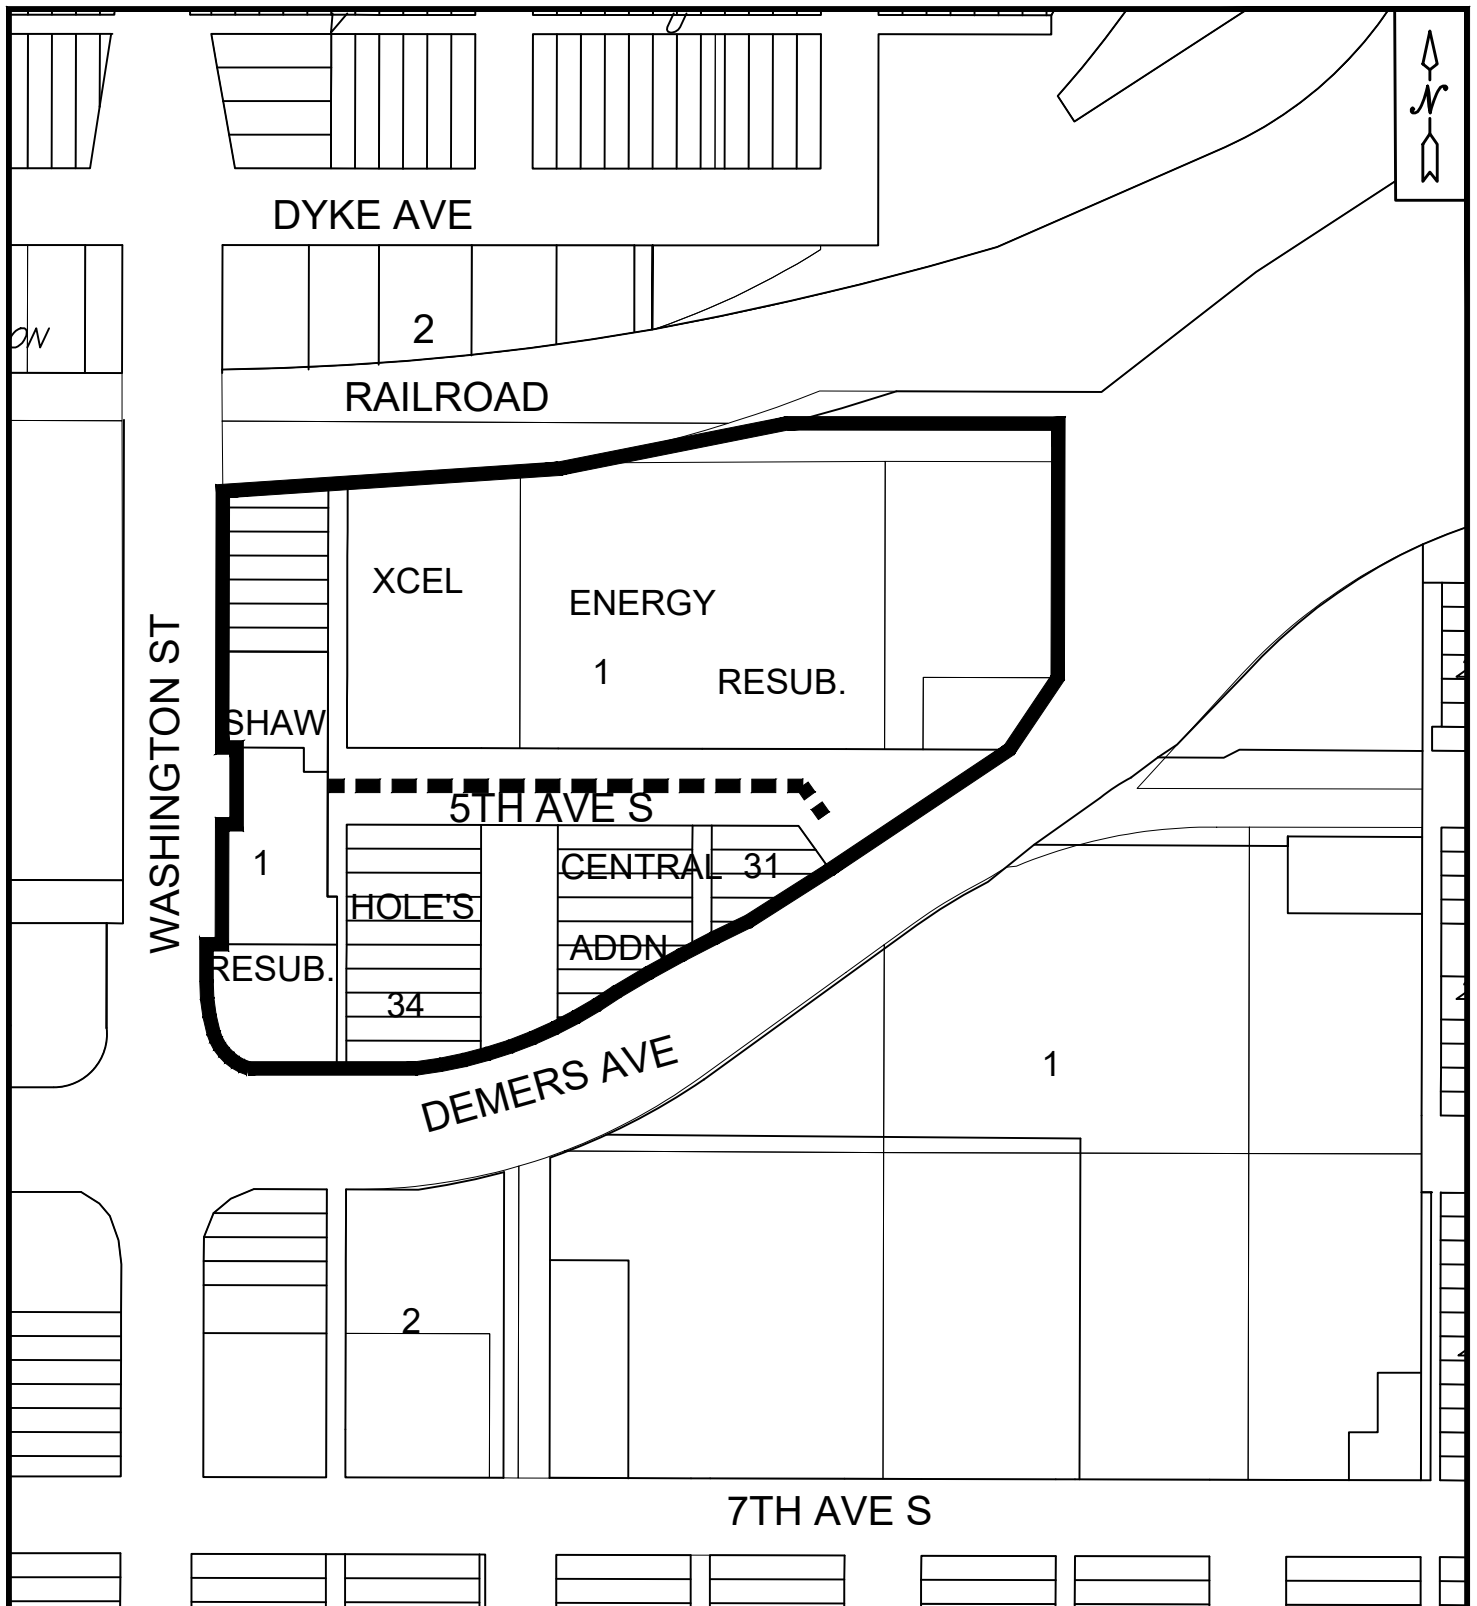 N
DYKE AVE
2
ON
RAILROAD
XCEL
ENERGY
1
RESUB.
SHAW
WASHINGTON ST
5TH AVE S
1
CENTRAL 31
HOLE'S
ADDN
RESUB.
34
DEMERS AVE
1
2
7TH AVE S